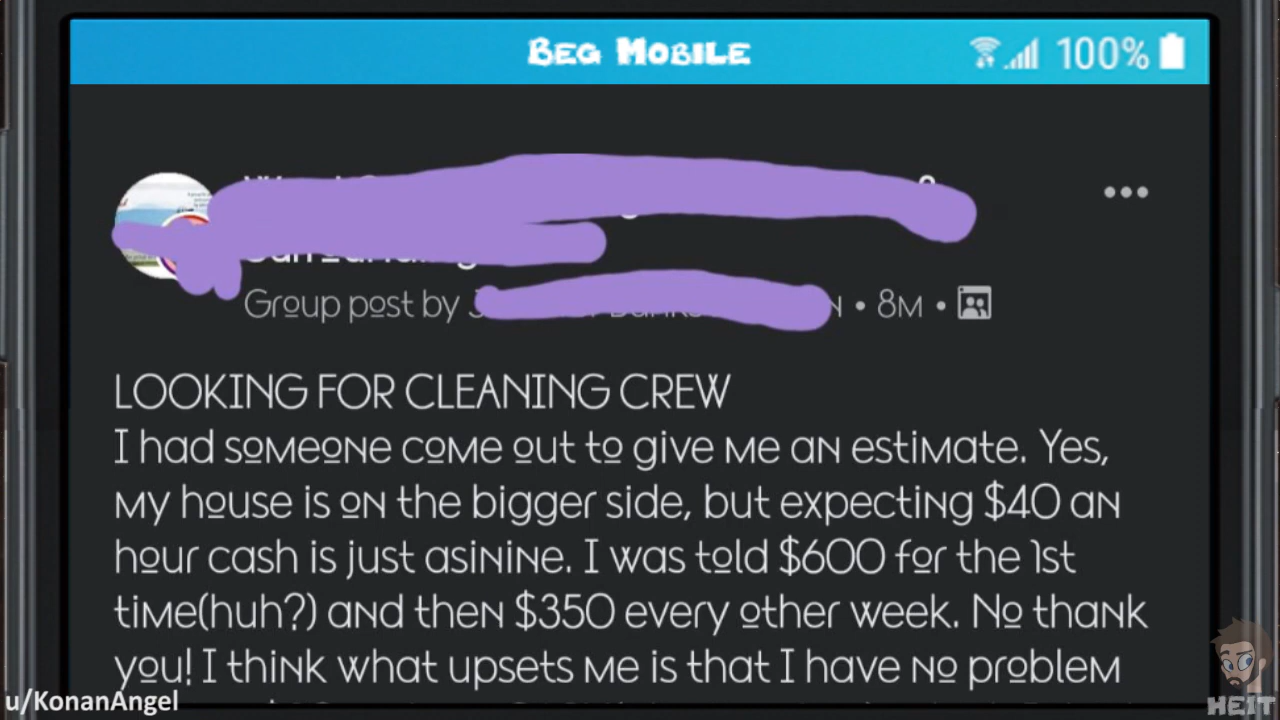 BEG MOBILE
100%
Group post by
8M
LOOKING FOR CLEANING CREW
I had someone come out to give me an estimate. Yes,
my house is on the bigger side, but expecting $40 an
hour cash is just asinine. I was told $600 for the 1st
time(huh?) and then $350 every other week. No thank
you! I think what upsets me is that I have no problem
u/KonanAngel
HEIT